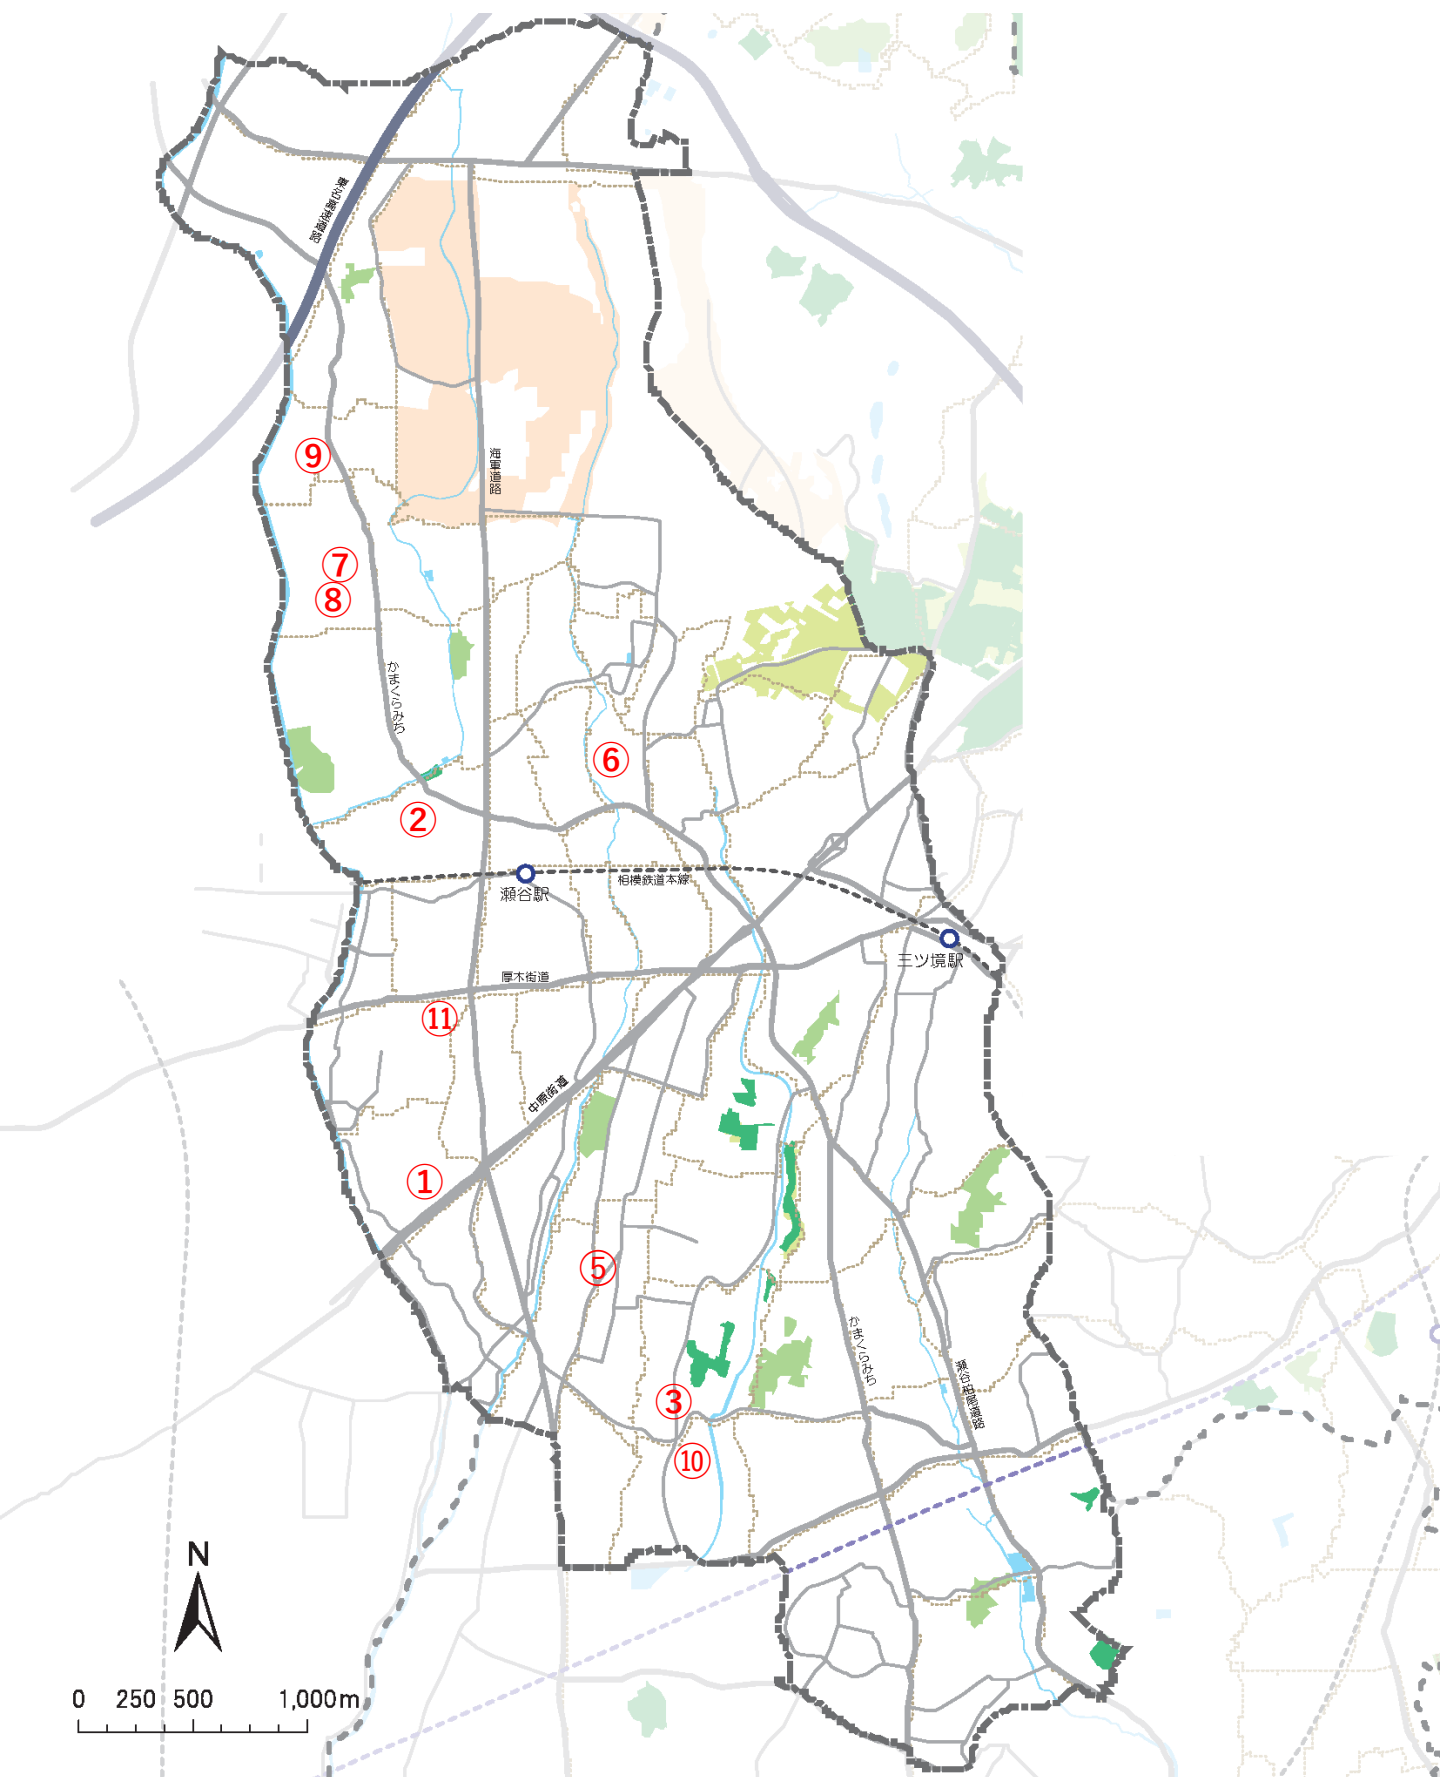 東名高速道路
海軍道路
⑨
⑦
⑧
かまくらみち
⑥
②
相模鉄道本線
瀬谷駅
三ツ境駅
厚木街道
⑪
中原街道
①
⑤
かまくらみち
瀬谷柏尾道路
③
⑩
N
0 250 500 1,000m